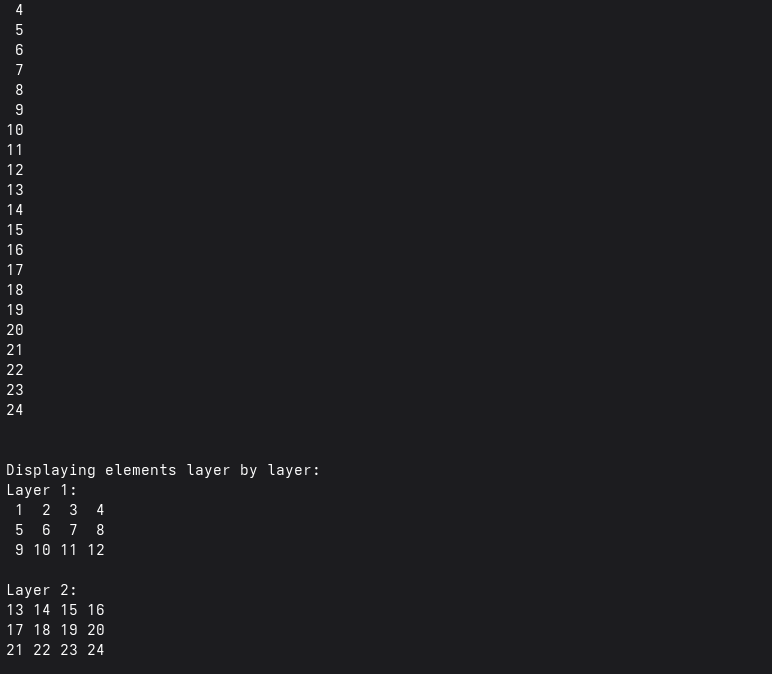 4
 5
 6
 7
 8
 9
10
11
12
13
14
15
16
17
18
19
20
21
22
23
24
Displaying elements layer by layer:
Layer 1:
 1  2  3  4
 5  6  7  8
 9 10 11 12
Layer 2:
13 14 15 16
17 18 19 20
21 22 23 24